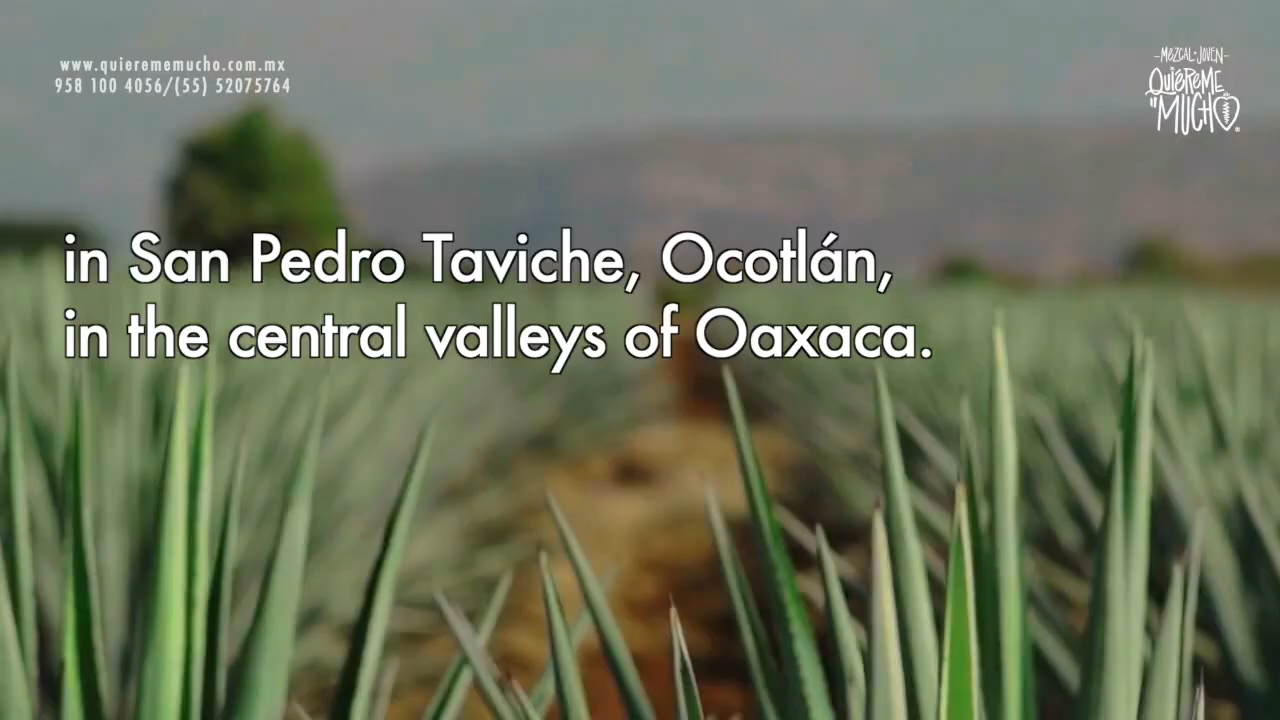 www.quierememucho.com.mx
958 100 4056/(55) 52075764
-MEZCAL·JOVEN-
QUIÉREME
MUCHO
in San Pedro Taviche, Ocotlán,
in the central valleys of Oaxaca.